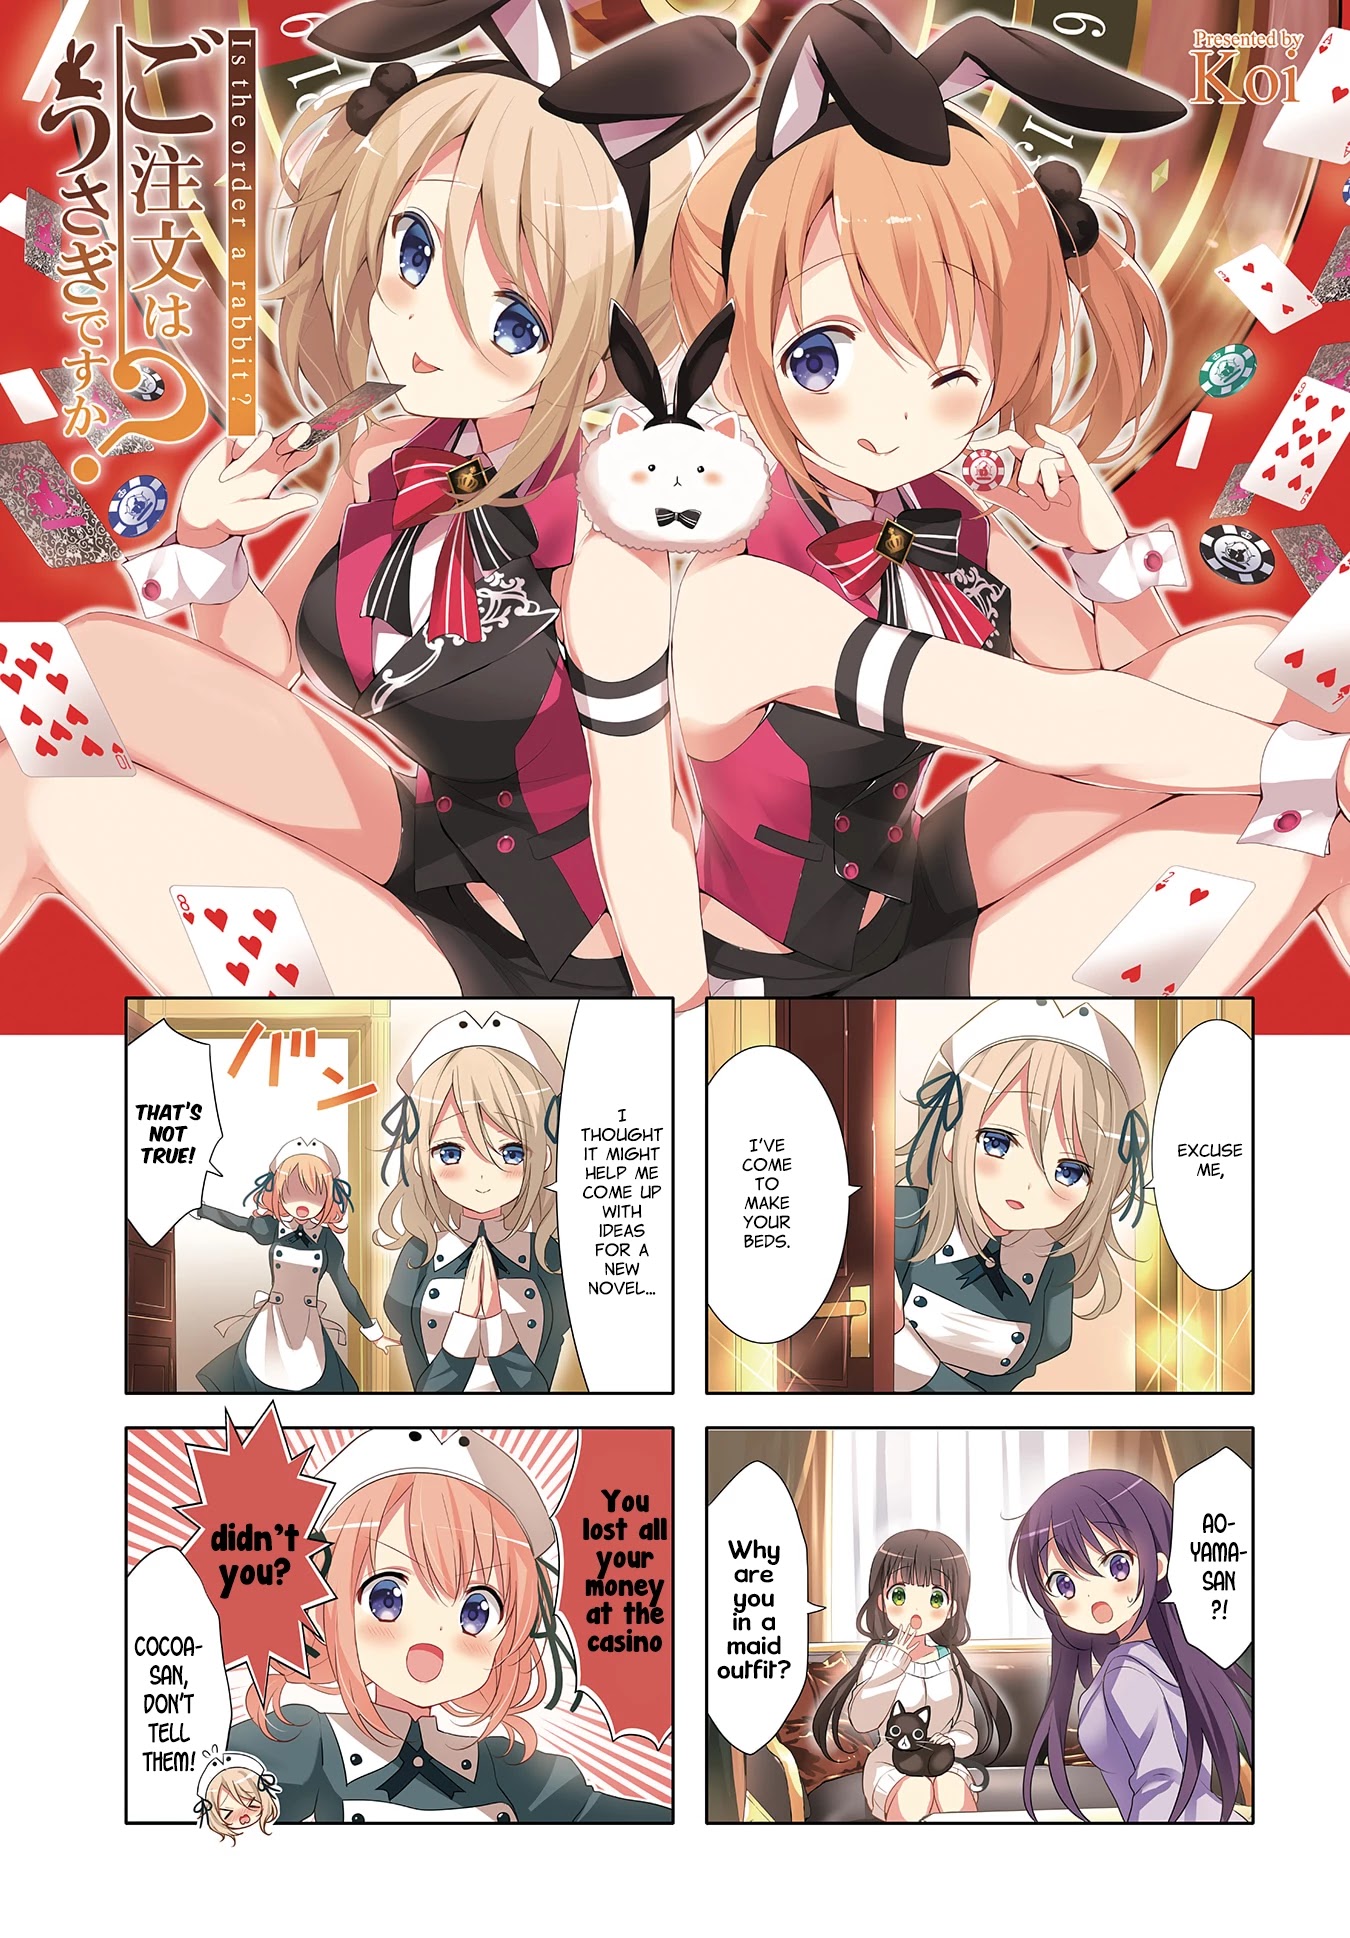 ご注文は
うさぎですか?
Is the order a rabbit?
Presented by
Koi
EXCUSE
ME,
I'VE
COME
TO
MAKE
YOUR
BEDS.
AO-
YAMA-
SAN
?!
Why
are
you
in a
maid
outfit?
I
THOUGHT
IT MIGHT
HELP ME
COME UP
WITH
IDEAS
FOR A
NEW
NOVEL...
バン
THAT'S
NOT
TRUE!
You
lost all
your
money
at the
casino
didn't
you?
COCOA-
SAN,
DON'T
TELL
THEM!